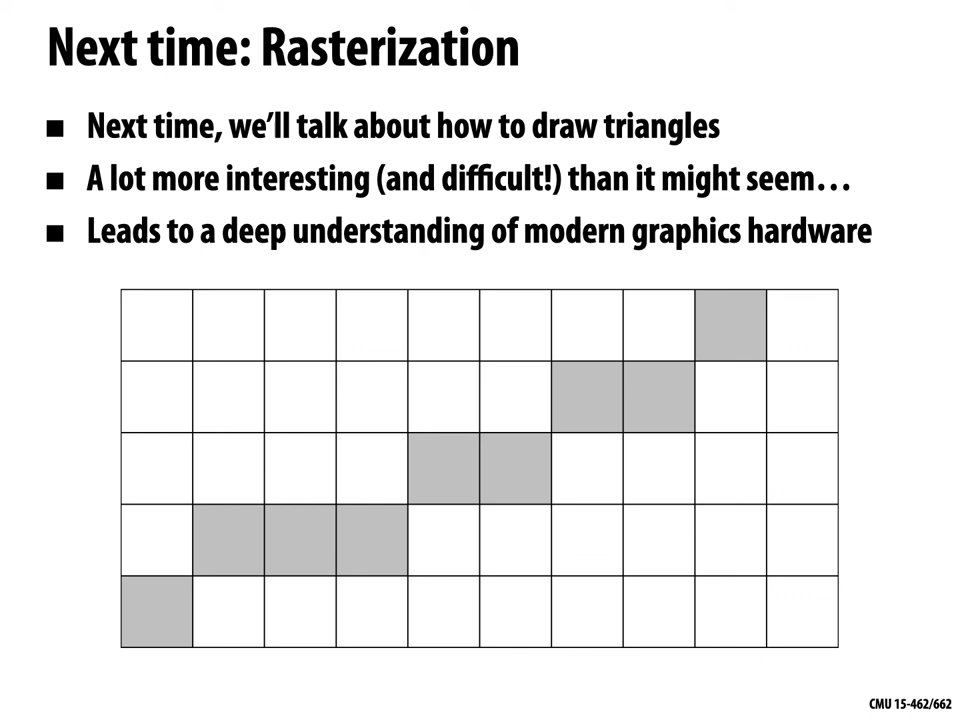 Next time: Rasterization
■ Next time, we’ll talk about how to draw triangles
■ A lot more interesting (and difficult!) than it might seem…
■ Leads to a deep understanding of modern graphics hardware
CMU 15-462/662